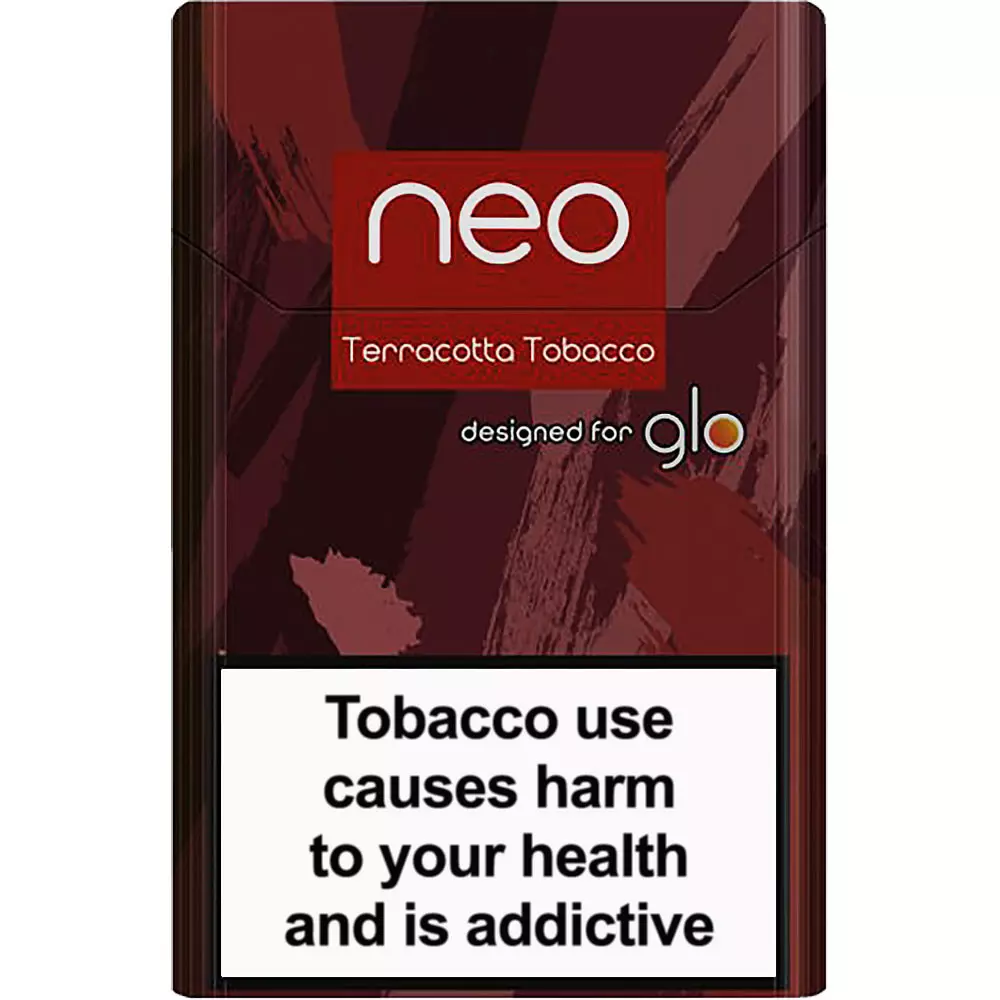 neo
Terracotta Tobacco
designed for glo
Tobacco use
causes harm
to your health
and is addictive